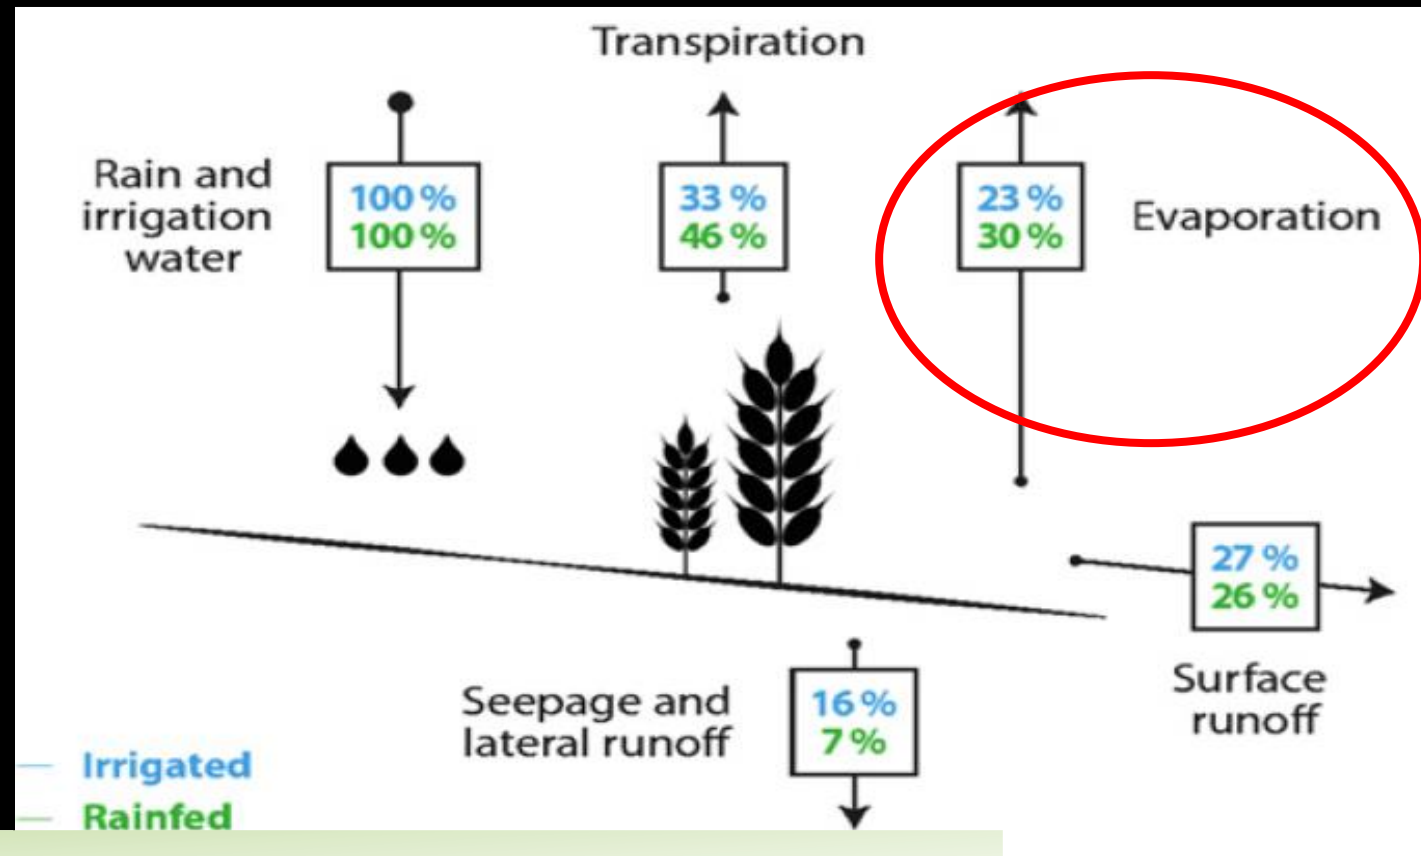 Transpiration
Rain and
irrigation
water
100 %
100 %
33 %
46 %
23 %
30 %
Evaporation
27 %
26 %
Surface
runoff
Seepage and
lateral runoff
16 %
7 %
Irrigated
Rainfed